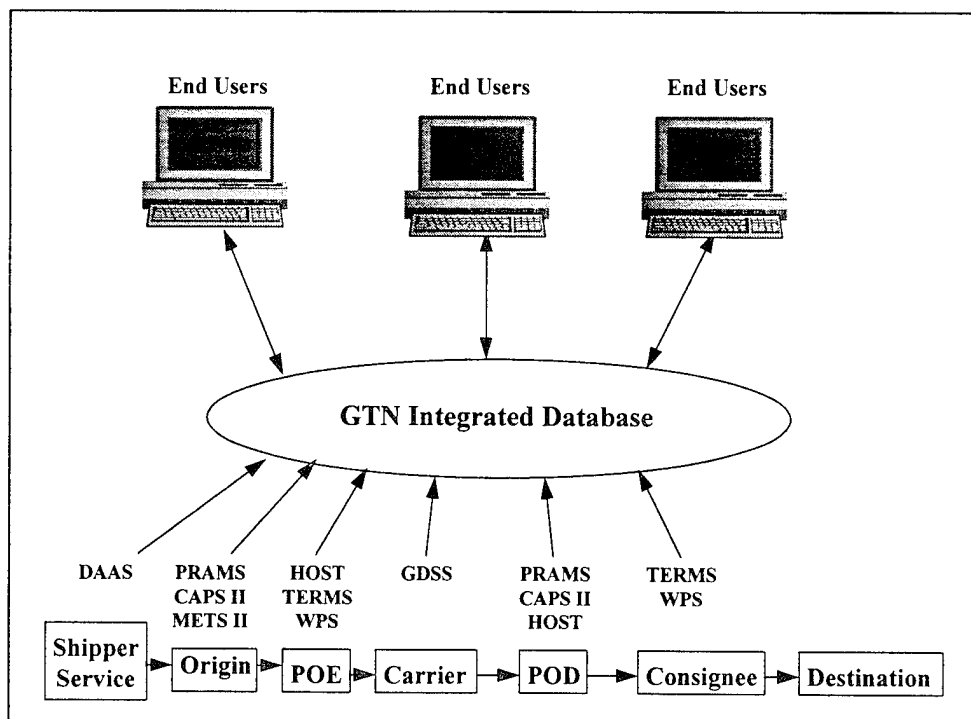 End Users
End Users
End Users
GTN Integrated Database
DAAS
PRAMS
CAPS II
METS II
HOST
TERMS
WPS
GDSS
PRAMS
CAPS II
HOST
TERMS
WPS
Shipper
Service
Origin
POE
Carrier
POD
Consignee
Destination